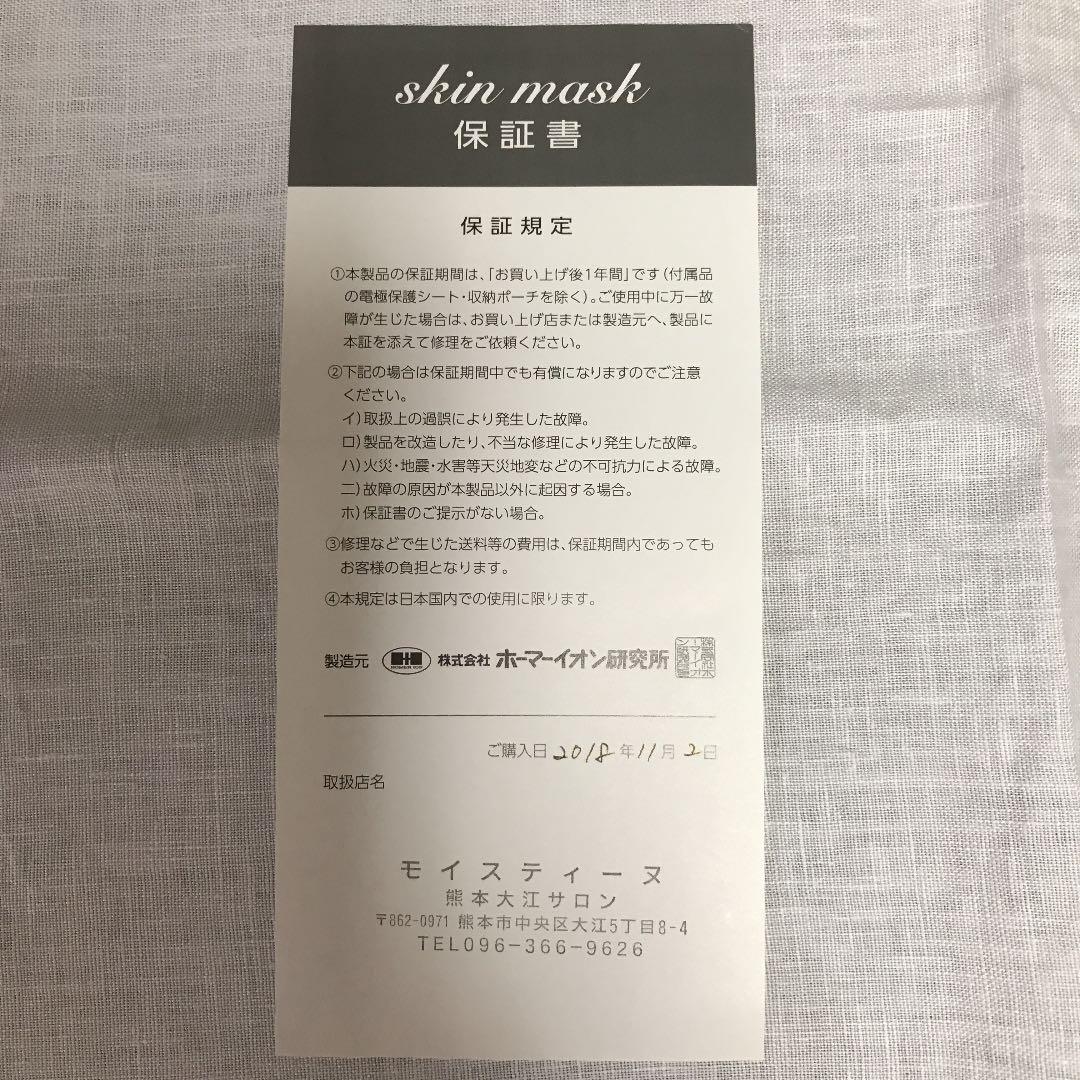 skin mask
保証書
保証規定
①本製品の保証期間は、「お買い上げ後1年間」です(付属品
の電極保護シート・収納ポーチを除く)。ご使用中に万一故
障が生じた場合は、お買い上げ店または製造元へ、製品に
本証を添えて修理をご依頼ください。
②下記の場合は保証期間中でも有償になりますのでご注意
ください。
イ)取扱上の過誤により発生した故障。
ロ)製品を改造したり、不当な修理により発生した故障。
ハ)火災・地震・水害等天災地変などの不可抗力による故障。
ニ)故障の原因が本製品以外に起因する場合。
ホ)保証書のご提示がない場合。
③修理などで生じた送料等の費用は、保証期間内であっても
お客様の負担となります。
④本規定は日本国内での使用に限ります。
製造元 株式会社 ホーマーイオン研究所
ご購入日 2018年11月2日
取扱店名
モイスティーヌ
熊本大江サロン
〒862-0971 熊本市中央区大江5丁目8-4
TEL096-366-9626